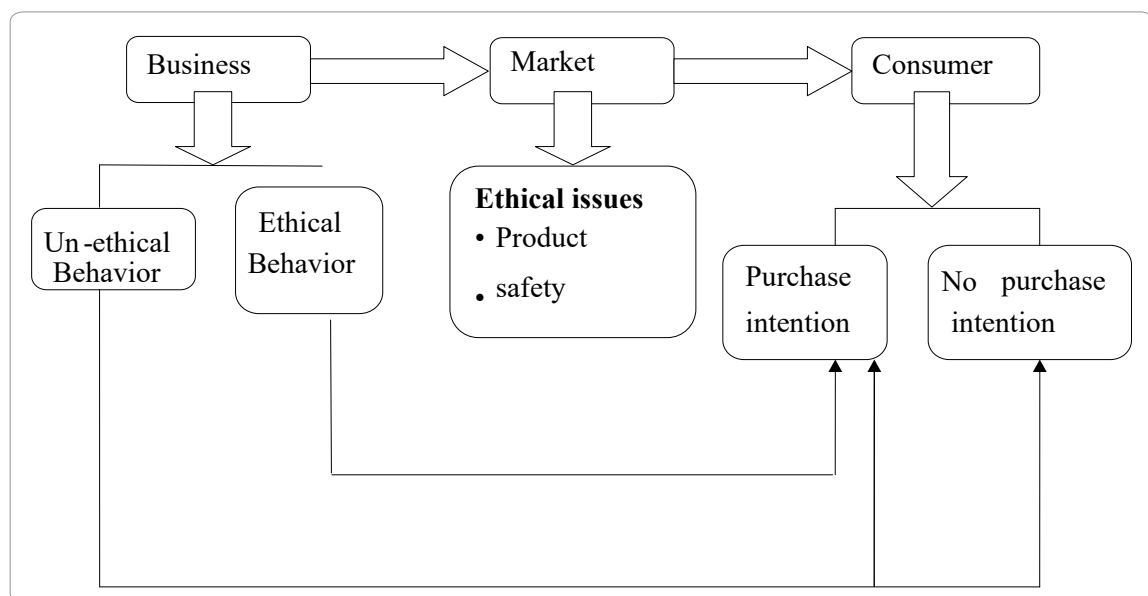 Business
Market
Consumer
Un-ethical
Behavior
Ethical
Behavior
Ethical issues
• Product
• safety
Purchase
intention
No purchase
intention